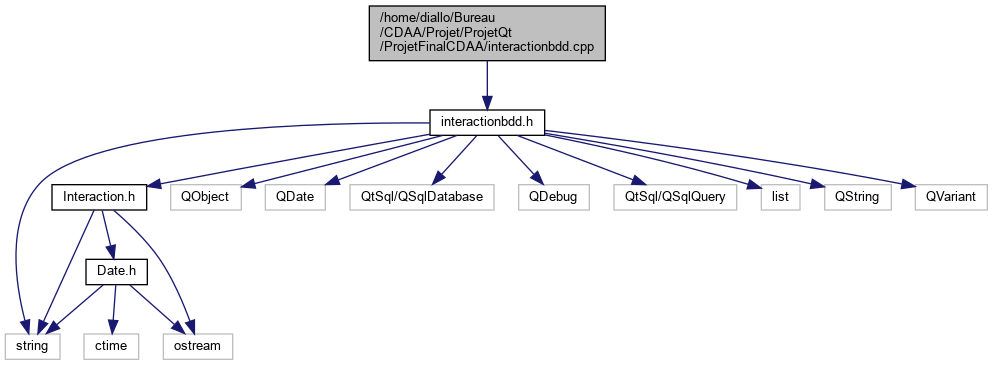 /home/diallo/Bureau
/CDAA/Projet/ProjetQt
/ProjetFinalCDAA/interactionbdd.cpp
interactionbdd.h
Interaction.h
QObject
QDate
QtSql/QSqlDatabase
QDebug
QtSql/QSqlQuery
list
QString
QVariant
Date.h
string
ctime
ostream